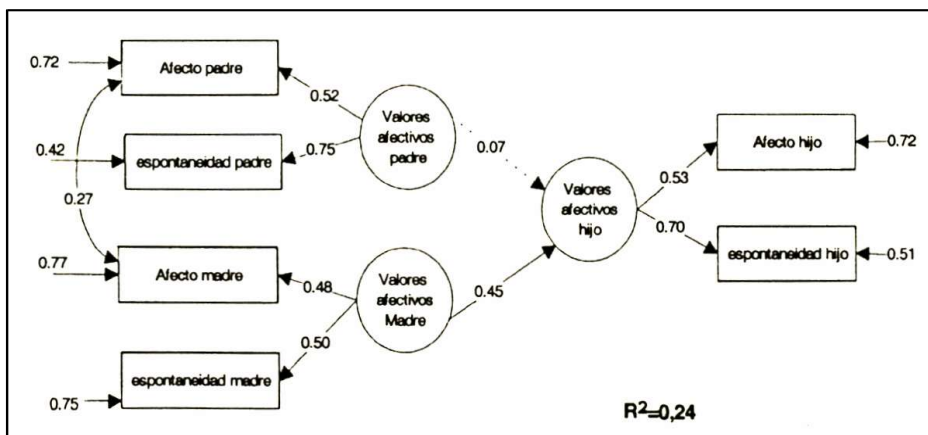 0.72
Afecto padre
0.52
Valores
afectivos
padre
0.42
espontaneidad padre
0.75
0.07
0.27
Valores
afectivos
hijo
0.53
Afecto hijo
0.72
0.70
espontaneidad hijo
0.51
0.77
Afecto madre
0.48
Valores
afectivos
Madre
0.45
0.50
espontaneidad madre
0.75
R²=0,24